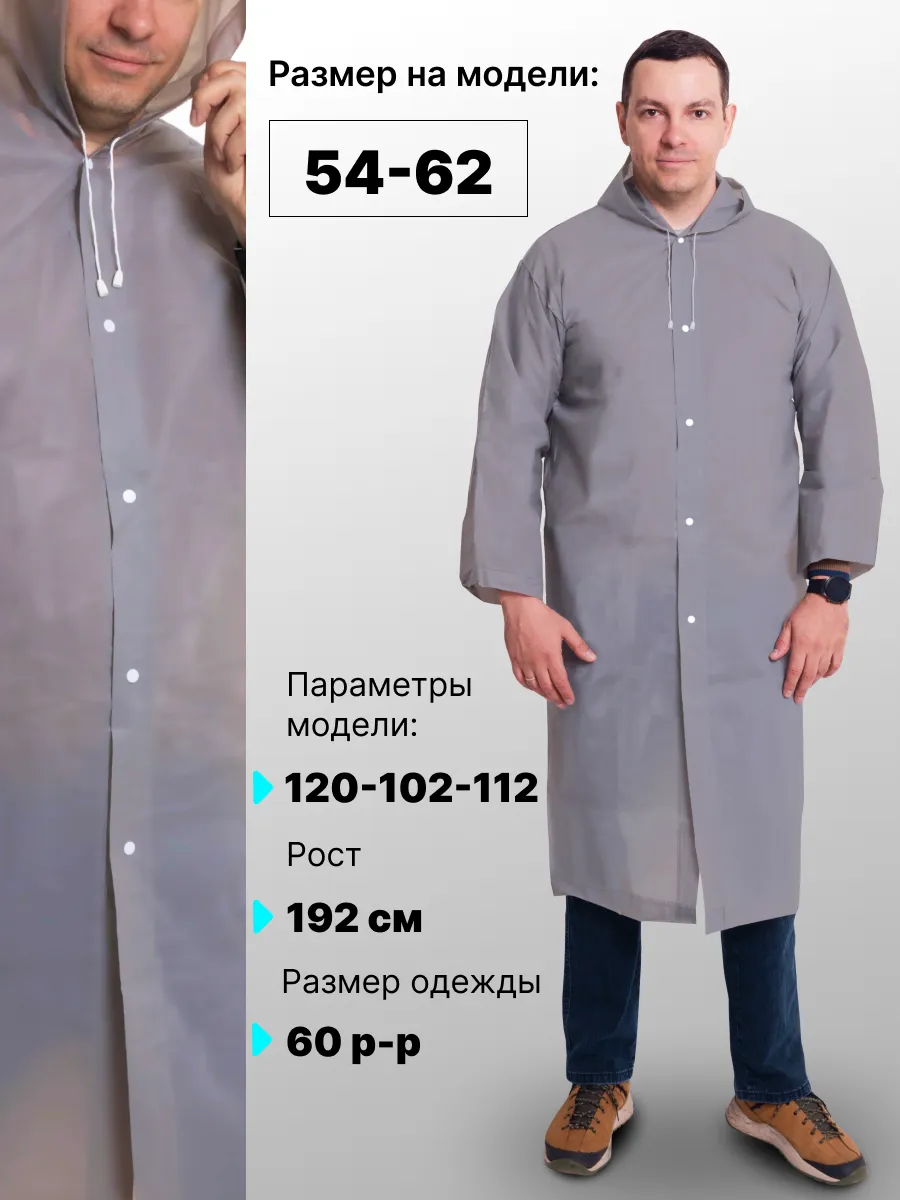 Размер на модели:
54-62
Параметры
модели:
120-102-112
Рост
192 см
Размер одежды
60 р-р